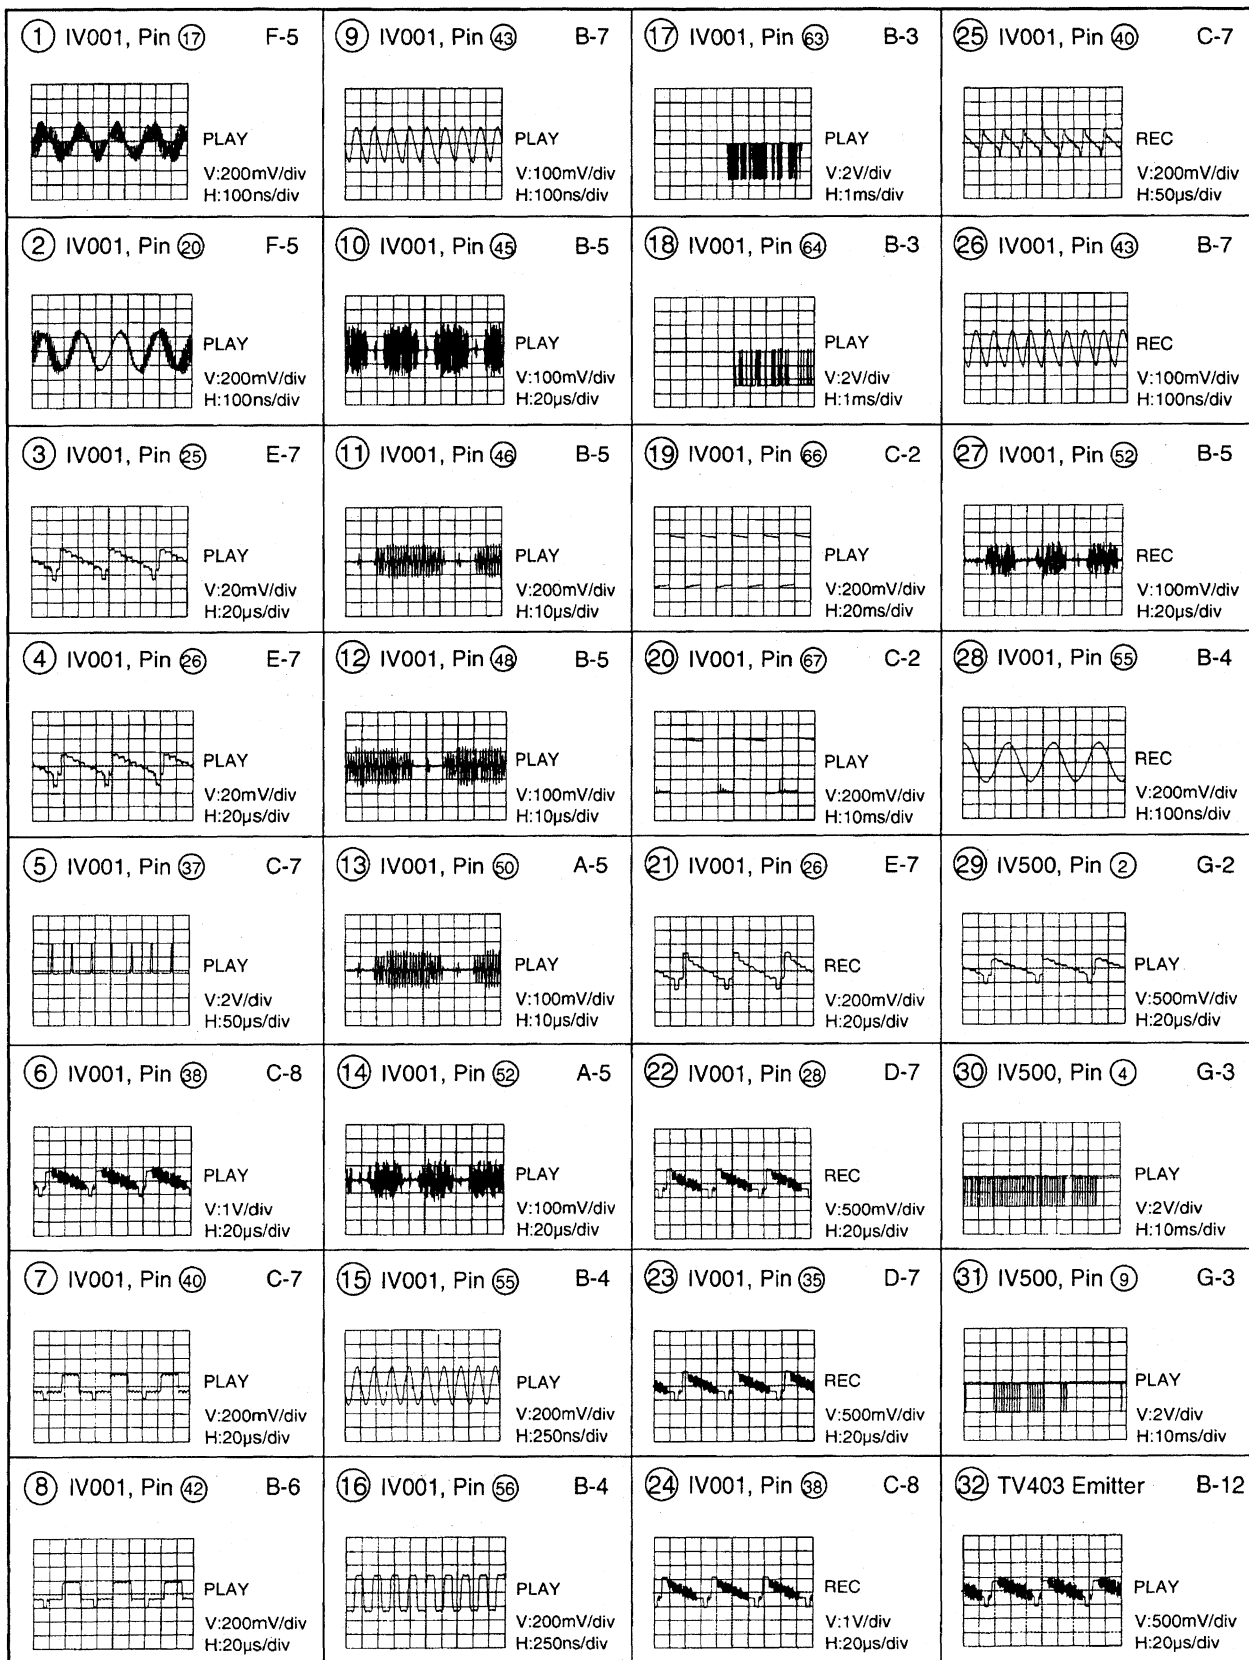 ① IV001, Pin ⑰ F-5
PLAY
V:200mV/div
H:100ns/div
② IV001, Pin ⑳ F-5
PLAY
V:200mV/div
H:100ns/div
③ IV001, Pin ㉕ E-7
PLAY
V:20mV/div
H:20µs/div
④ IV001, Pin ㉖ E-7
PLAY
V:20mV/div
H:20µs/div
⑤ IV001, Pin ㊲ C-7
PLAY
V:2V/div
H:50µs/div
⑥ IV001, Pin ㊳ C-8
PLAY
V:1V/div
H:20µs/div
⑦ IV001, Pin ㊵ C-7
PLAY
V:200mV/div
H:20µs/div
⑧ IV001, Pin ㊷ B-6
PLAY
V:200mV/div
H:20µs/div
⑨ IV001, Pin ㊸ B-7
PLAY
V:100mV/div
H:100ns/div
⑩ IV001, Pin ㊺ B-5
PLAY
V:100mV/div
H:20µs/div
⑪ IV001, Pin ㊻ B-5
PLAY
V:200mV/div
H:10µs/div
⑫ IV001, Pin ㊽ B-5
PLAY
V:100mV/div
H:10µs/div
⑬ IV001, Pin ㊿ A-5
PLAY
V:100mV/div
H:10µs/div
⑭ IV001, Pin 52 A-5
PLAY
V:100mV/div
H:20µs/div
⑮ IV001, Pin 55 B-4
PLAY
V:200mV/div
H:250ns/div
⑯ IV001, Pin 56 B-4
PLAY
V:200mV/div
H:250ns/div
⑰ IV001, Pin 63 B-3
PLAY
V:2V/div
H:1ms/div
⑱ IV001, Pin 64 B-3
PLAY
V:2V/div
H:1ms/div
⑲ IV001, Pin 66 C-2
PLAY
V:200mV/div
H:20ms/div
⑳ IV001, Pin 67 C-2
PLAY
V:200mV/div
H:10ms/div
㉑ IV001, Pin ㉖ E-7
REC
V:200mV/div
H:20µs/div
㉒ IV001, Pin ㉘ D-7
REC
V:500mV/div
H:20µs/div
㉓ IV001, Pin ㉟ D-7
REC
V:500mV/div
H:20µs/div
㉔ IV001, Pin ㊳ C-8
REC
V:1V/div
H:20µs/div
㉕ IV001, Pin ㊵ C-7
REC
V:200mV/div
H:50µs/div
㉖ IV001, Pin ㊸ B-7
REC
V:100mV/div
H:100ns/div
㉗ IV001, Pin 52 B-5
REC
V:100mV/div
H:20µs/div
㉘ IV001, Pin 55 B-4
REC
V:200mV/div
H:100ns/div
㉙ IV500, Pin ② G-2
PLAY
V:500mV/div
H:20µs/div
㉚ IV500, Pin ④ G-3
PLAY
V:2V/div
H:10ms/div
㉛ IV500, Pin ⑨ G-3
PLAY
V:2V/div
H:10ms/div
㉜ TV403 Emitter B-12
PLAY
V:500mV/div
H:20µs/div